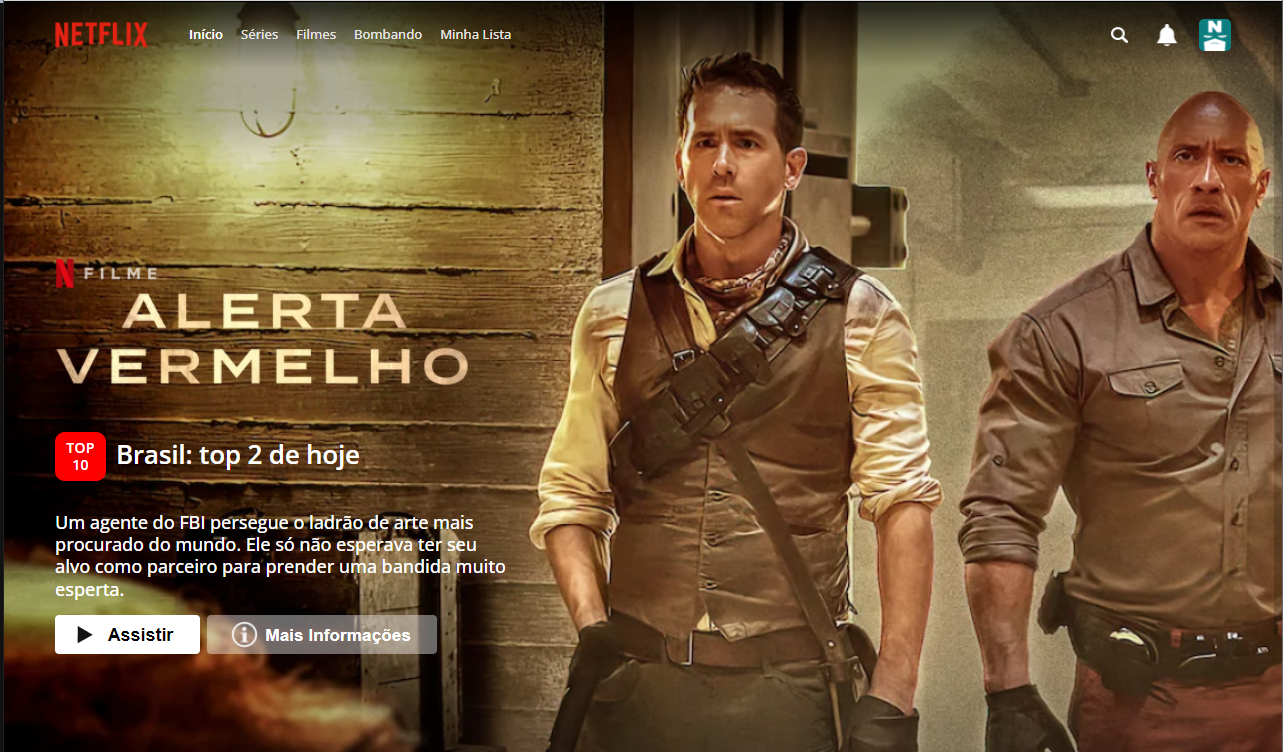 NETFLIX
Início Séries Filmes Bombando Minha Lista
N
N FILME
ALERTA
VERMELHO
TOP
10
Brasil: top 2 de hoje
Um agente do FBI persegue o ladrão de arte mais
procurado do mundo. Ele só não esperava ter seu
alvo como parceiro para prender uma bandida muito
esperta.
Assistir
Mais Informações